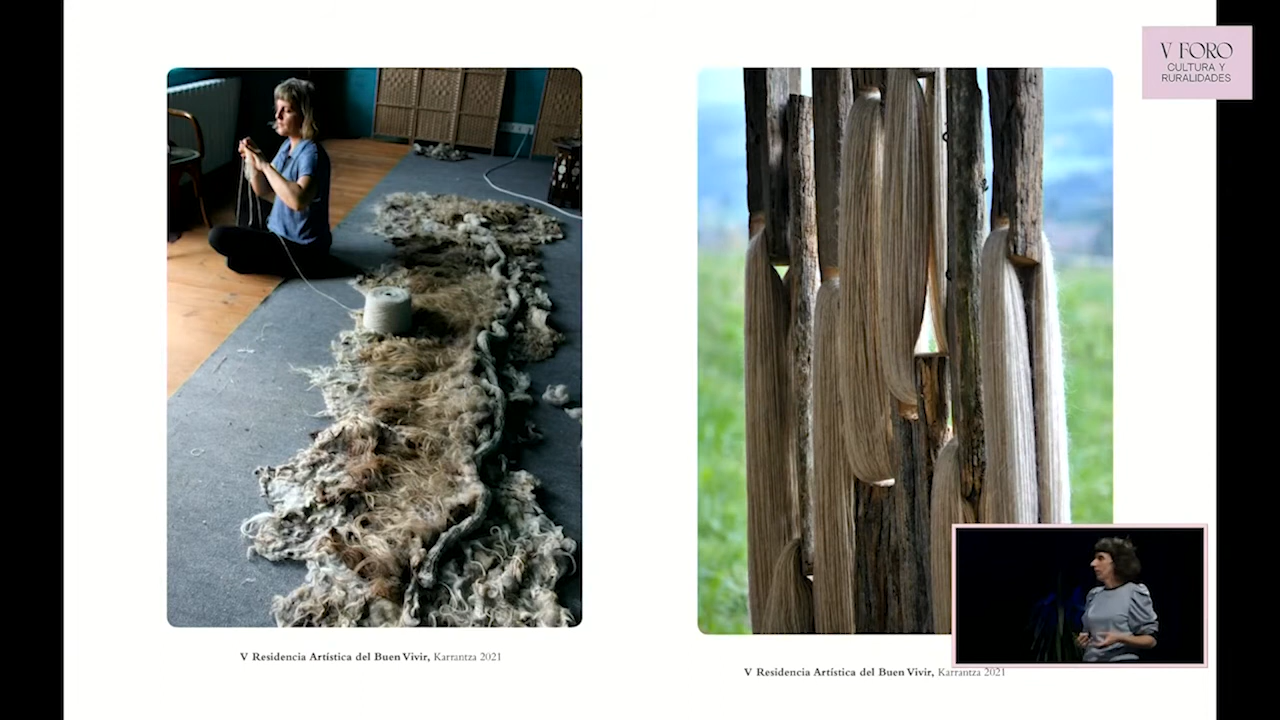 V FORO
CULTURA Y
RURALIDADES
V Residencia Artística del Buen Vivir, Karrantza 2021
V Residencia Artística del Buen Vivir, Karrantza 2021